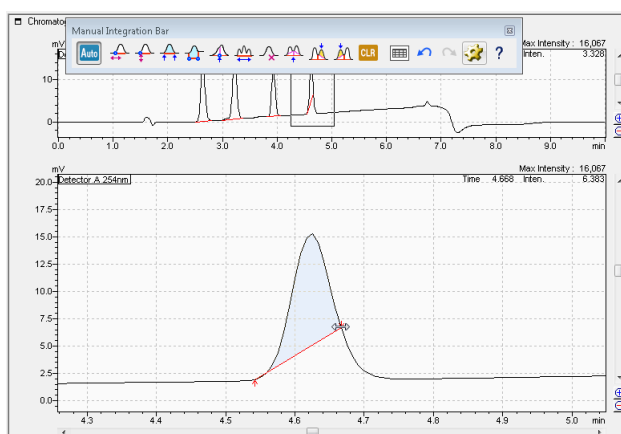 Chromato
Manual Integration Bar
Auto
CLR
?
mV
Max Intensity : 16,067
De
Inten. 3.328
10
0
0.0 1.0 2.0 3.0 4.0 5.0 6.0 7.0 8.0 9.0 min
mV
Max Intensity : 16,067
Detector A 254nm
Time 4.668 Inten. 6.383
20.0
17.5
15.0
12.5
10.0
7.5
5.0
2.5
0.0
4.3 4.4 4.5 4.6 4.7 4.8 4.9 5.0 min